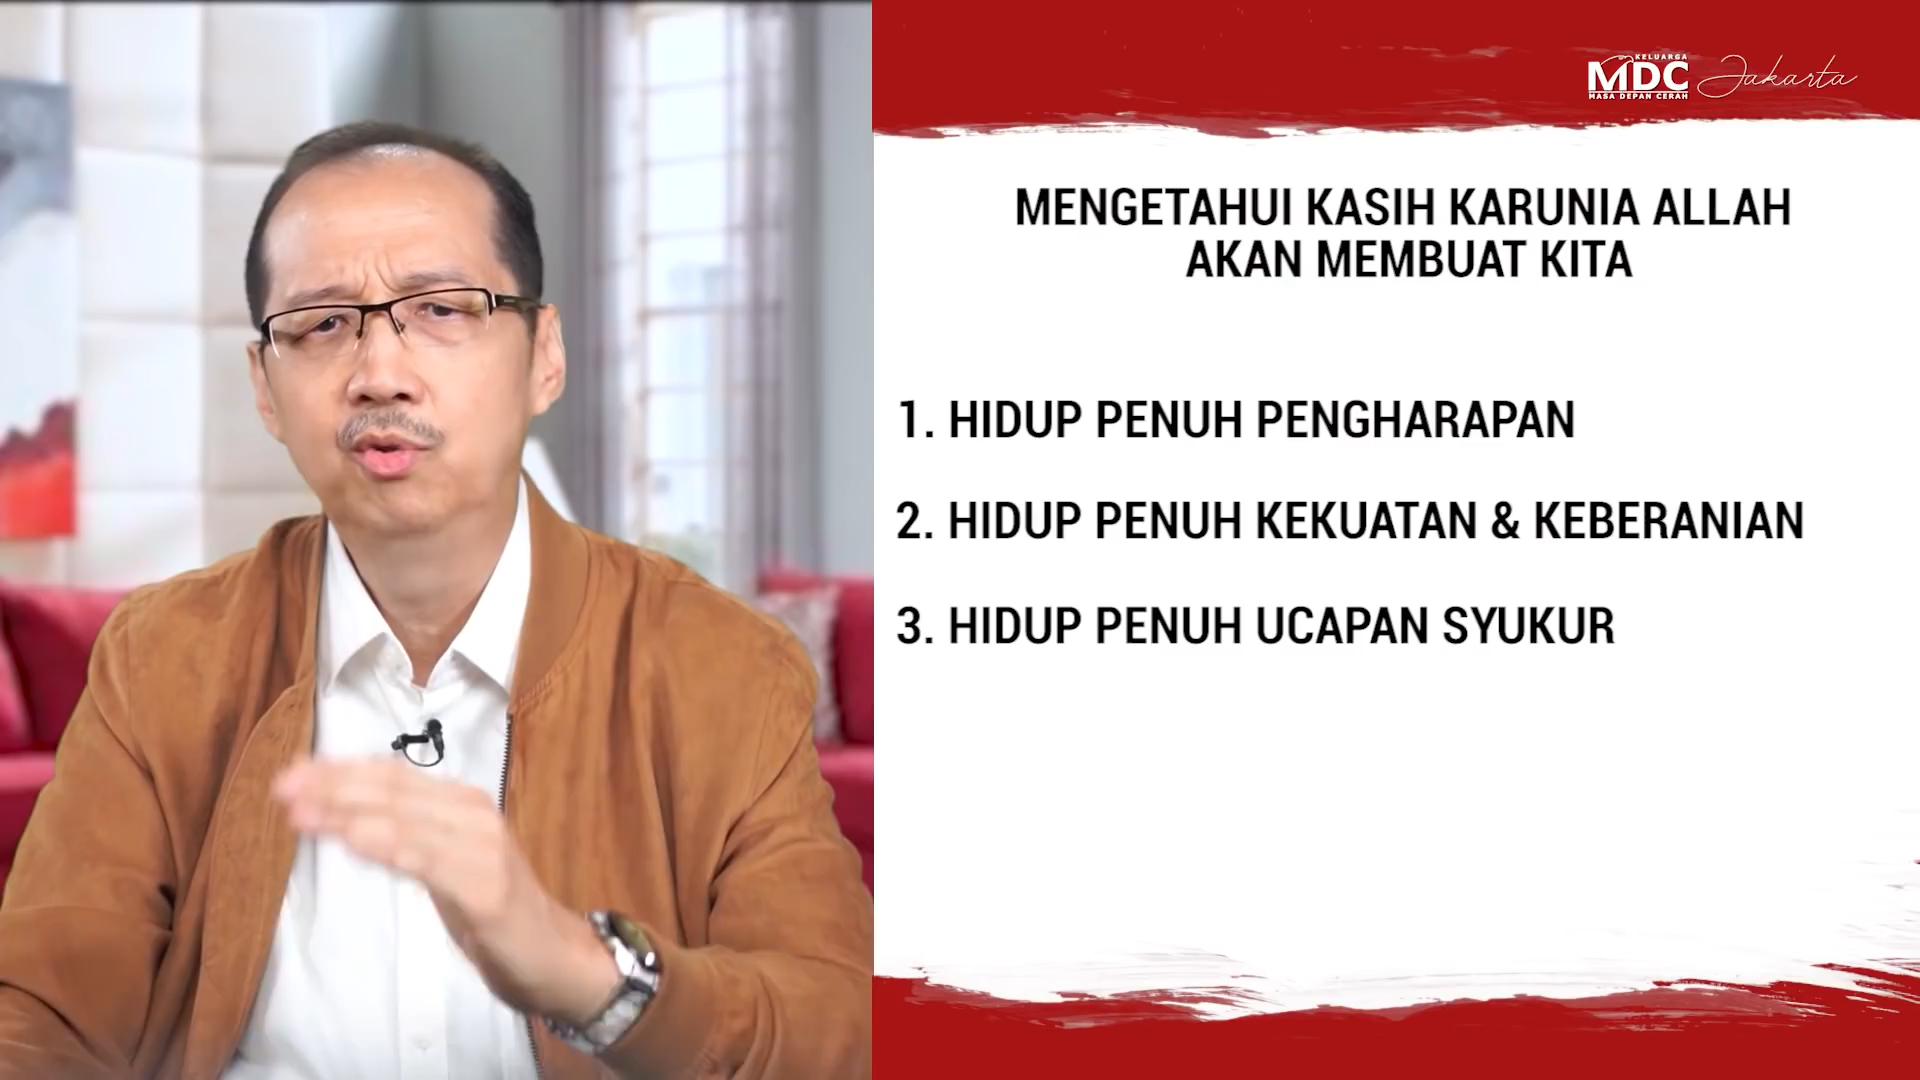 KELUARGA
MDC Jakarta
MASA DEPAN CERAH
MENGETAHUI KASIH KARUNIA ALLAH
AKAN MEMBUAT KITA
1. HIDUP PENUH PENGHARAPAN
2. HIDUP PENUH KEKUATAN & KEBERANIAN
3. HIDUP PENUH UCAPAN SYUKUR